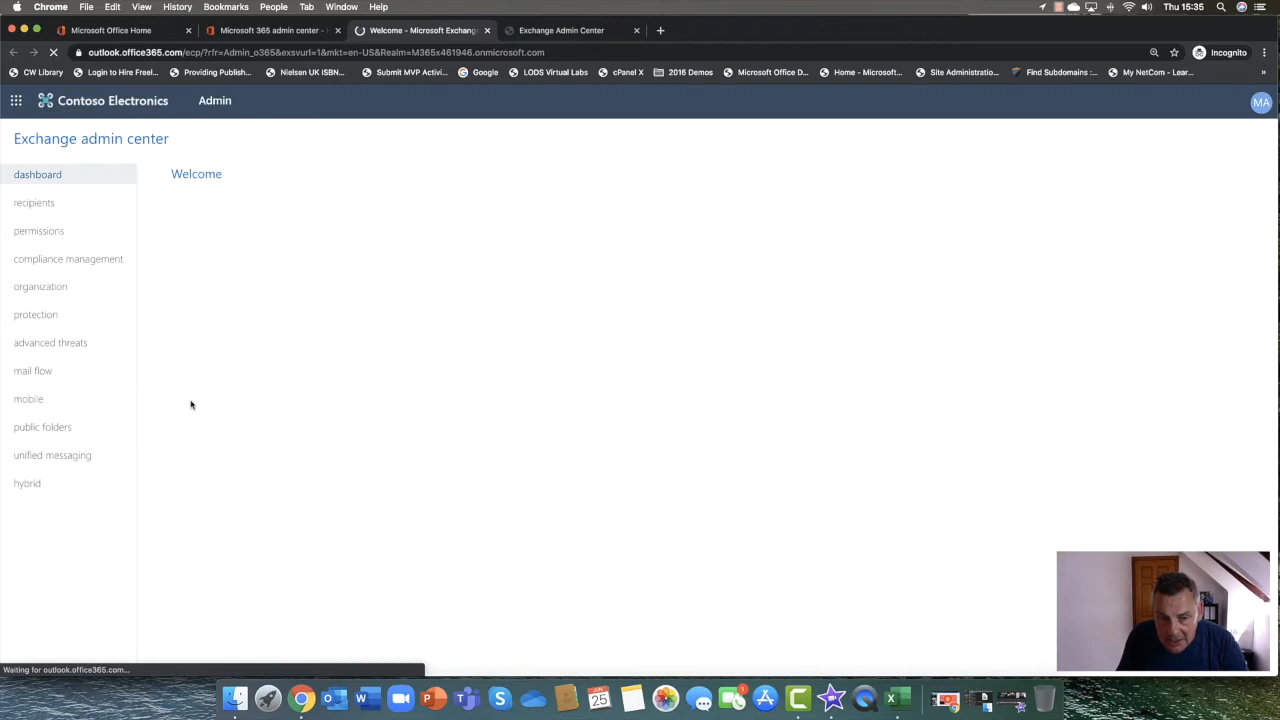 Chrome File Edit View History Bookmarks People Tab Window Help Thu 15:35
Microsoft Office Home Microsoft 365 admin center - Welcome - Microsoft Exchange Exchange Admin Center
outlook.office365.com/ecp/?rfr=Admin_o365&exsvurl=1&mkt=en-US&Realm=M365x461946.onmicrosoft.com Incognito
CW Library Login to Hire Freel... Providing Publish... Nielsen UK ISBN... Submit MVP Activi... Google LODS Virtual Labs cPanel X 2016 Demos Microsoft Office D... Home - Microsoft... Site Administratio... Find Subdomains :... My NetCom - Lear... »
Contoso Electronics Admin MA
Exchange admin center
dashboard Welcome
recipients
permissions
compliance management
organization
protection
advanced threats
mail flow
mobile
public folders
unified messaging
hybrid
Waiting for outlook.office365.com...